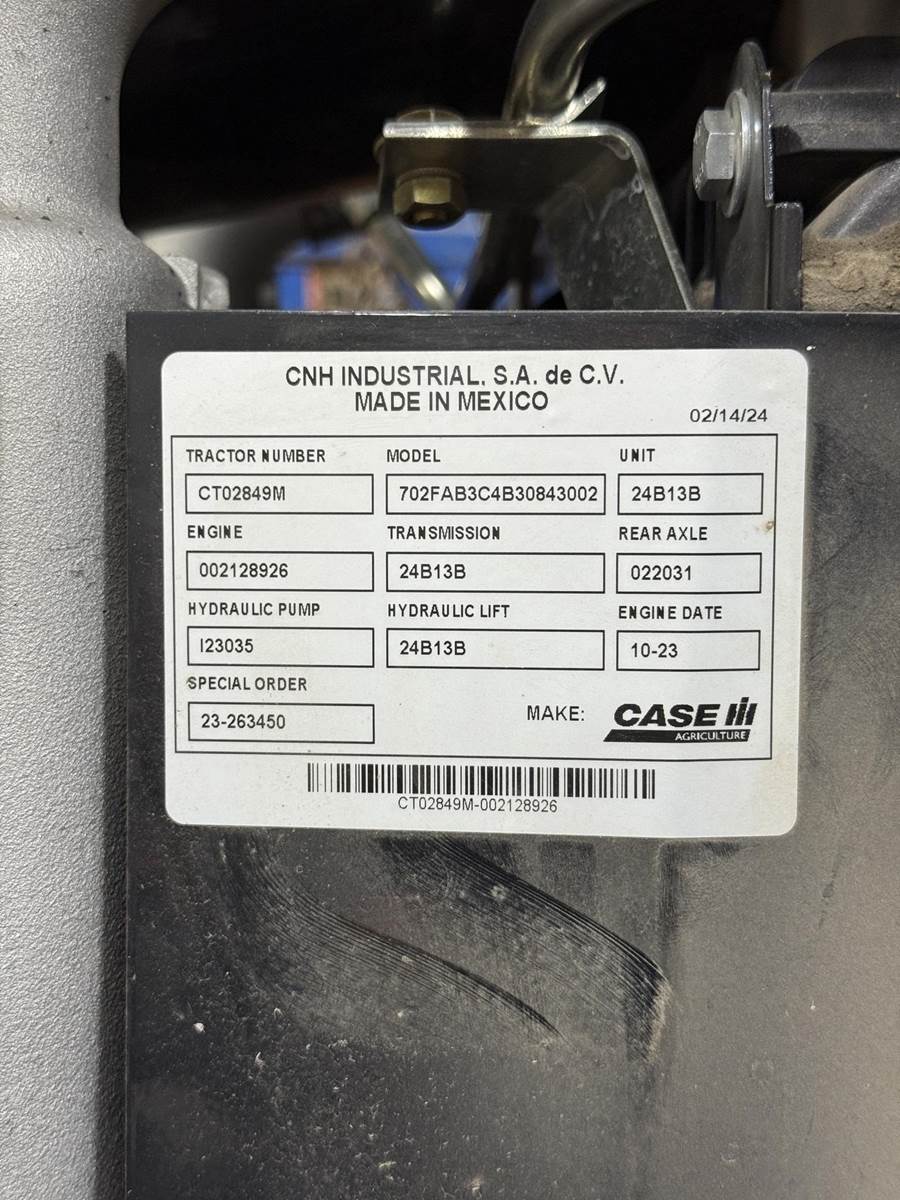 CNH INDUSTRIAL, S.A. de C.V.
MADE IN MEXICO
02/14/24
TRACTOR NUMBER MODEL UNIT
CT02849M 702FAB3C4B30843002 24B13B
ENGINE TRANSMISSION REAR AXLE
002128926 24B13B 022031
HYDRAULIC PUMP HYDRAULIC LIFT ENGINE DATE
I23035 24B13B 10-23
SPECIAL ORDER
23-263450
MAKE: CASE IH
AGRICULTURE
CT02849M-002128926